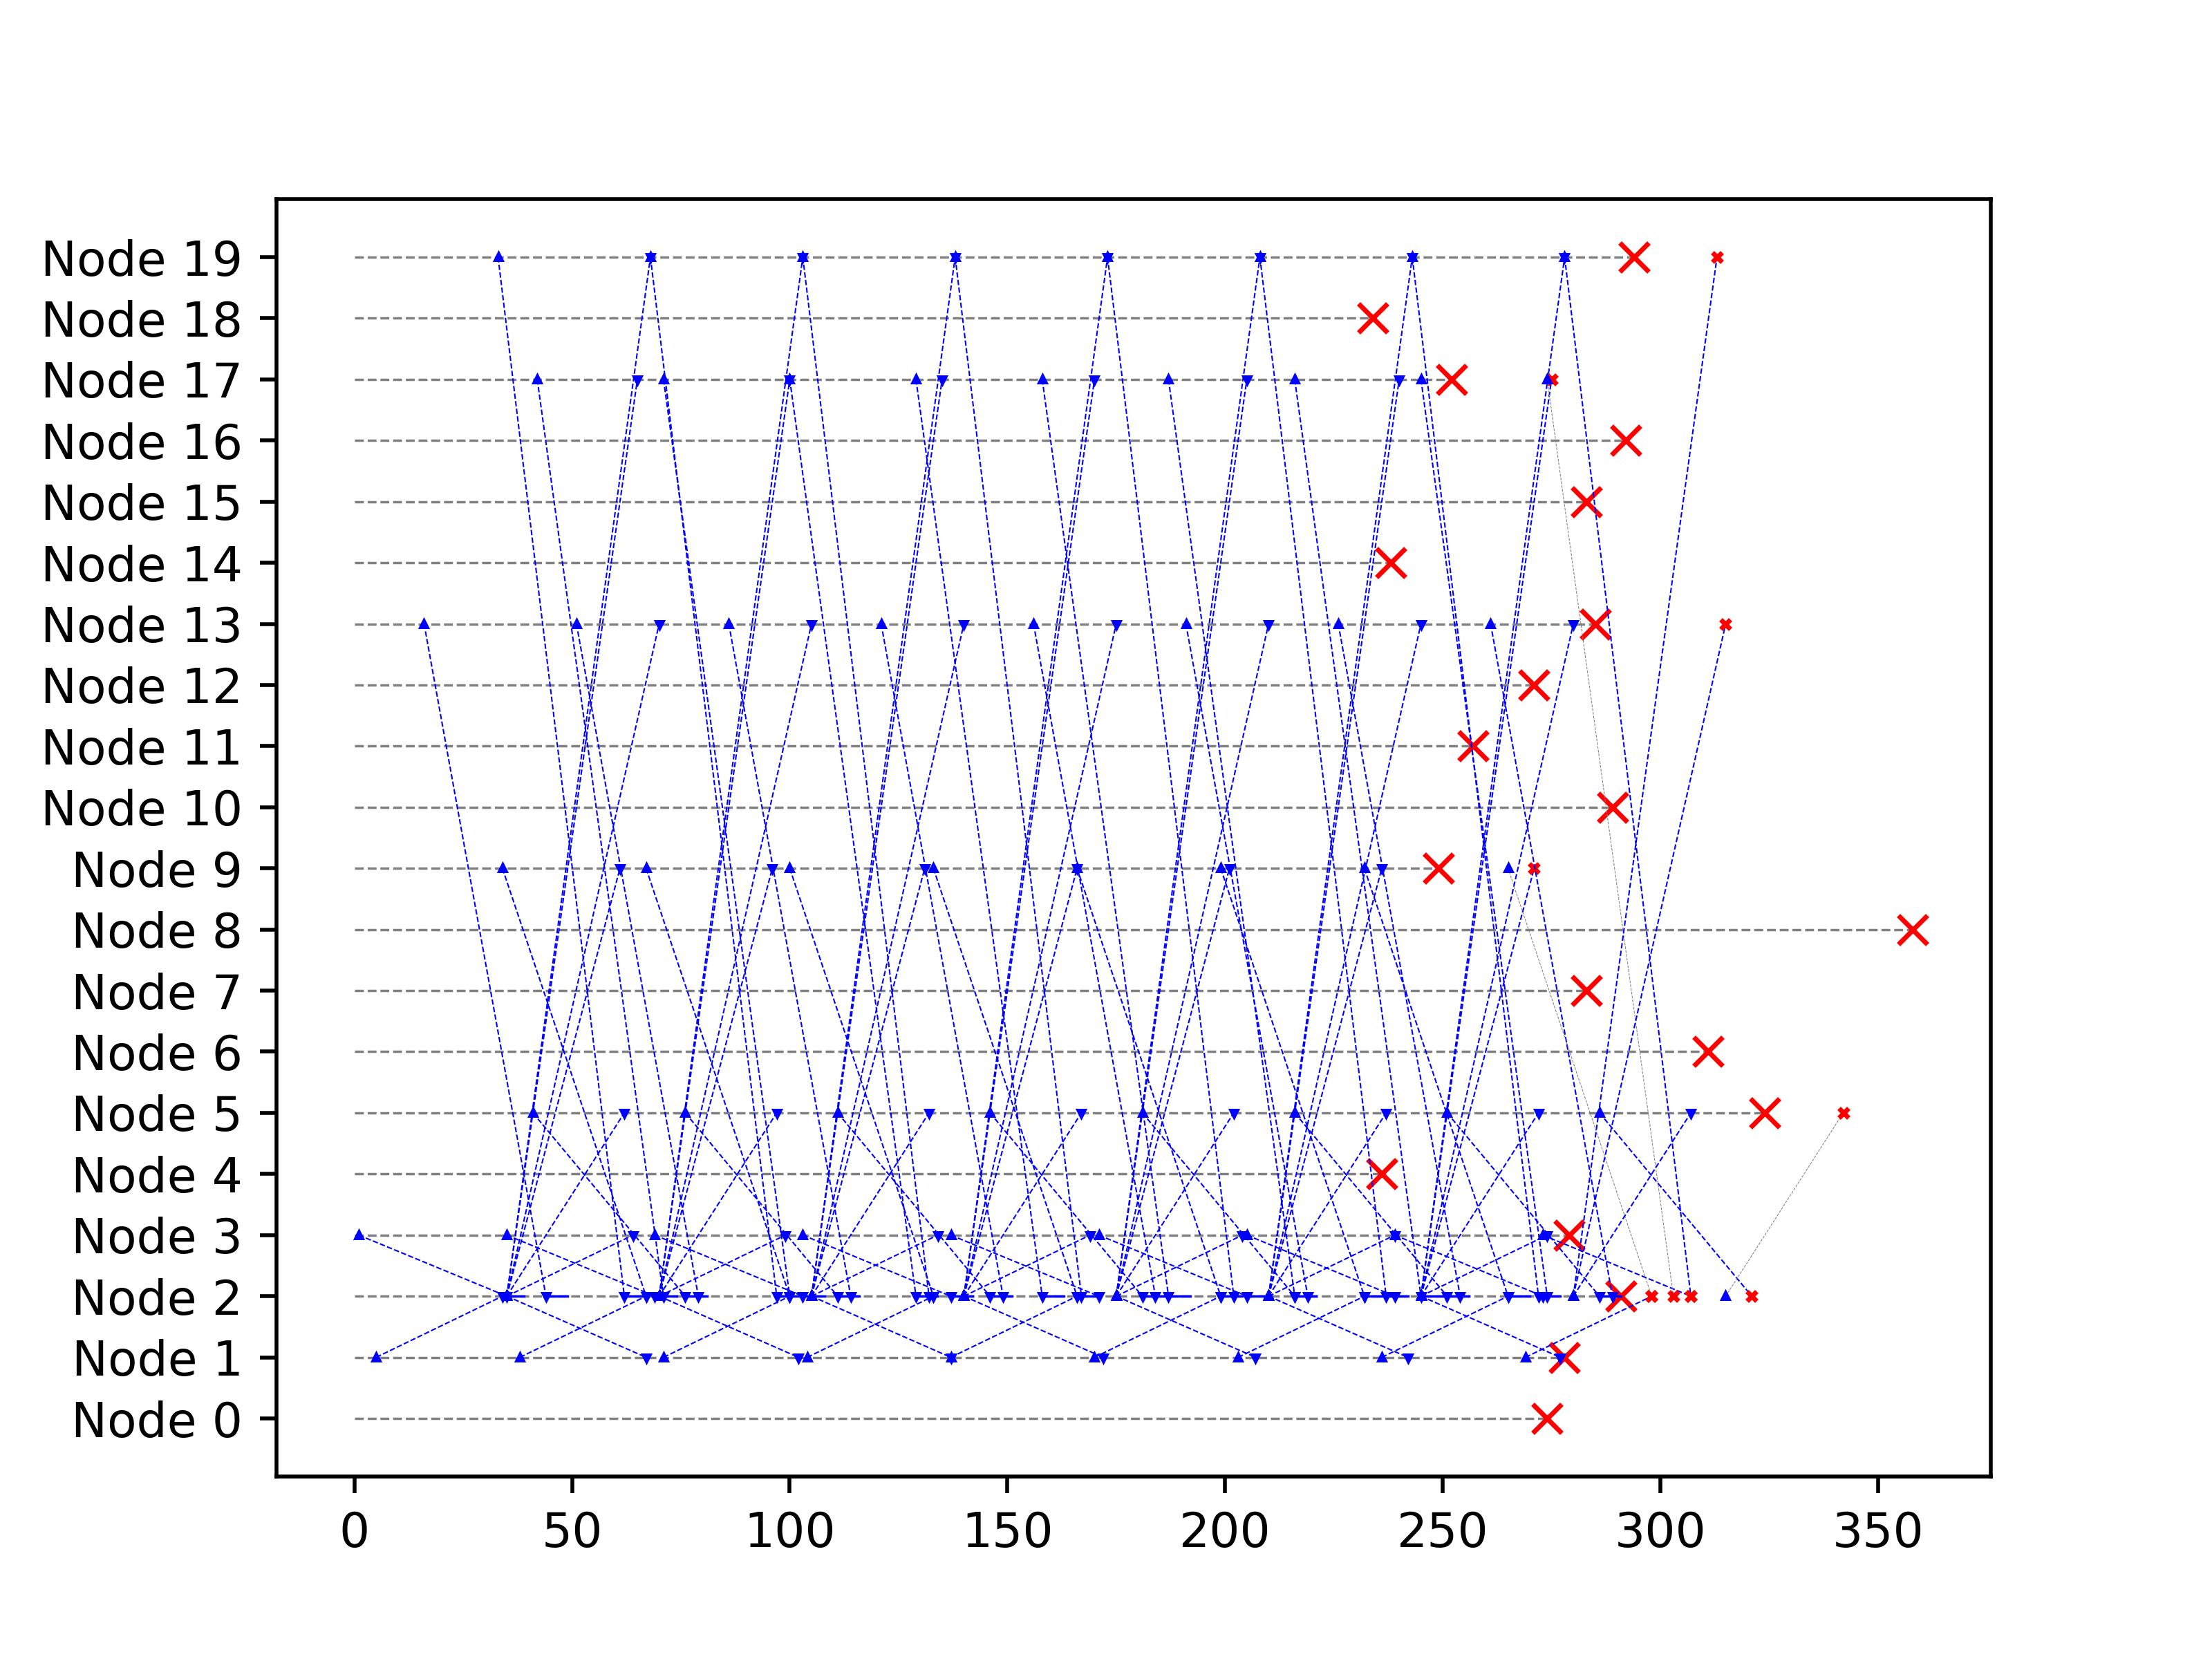 Node 19
Node 18
Node 17
Node 16
Node 15
Node 14
Node 13
Node 12
Node 11
Node 10
Node 9
Node 8
Node 7
Node 6
Node 5
Node 4
Node 3
Node 2
Node 1
Node 0
0 50 100 150 200 250 300 350